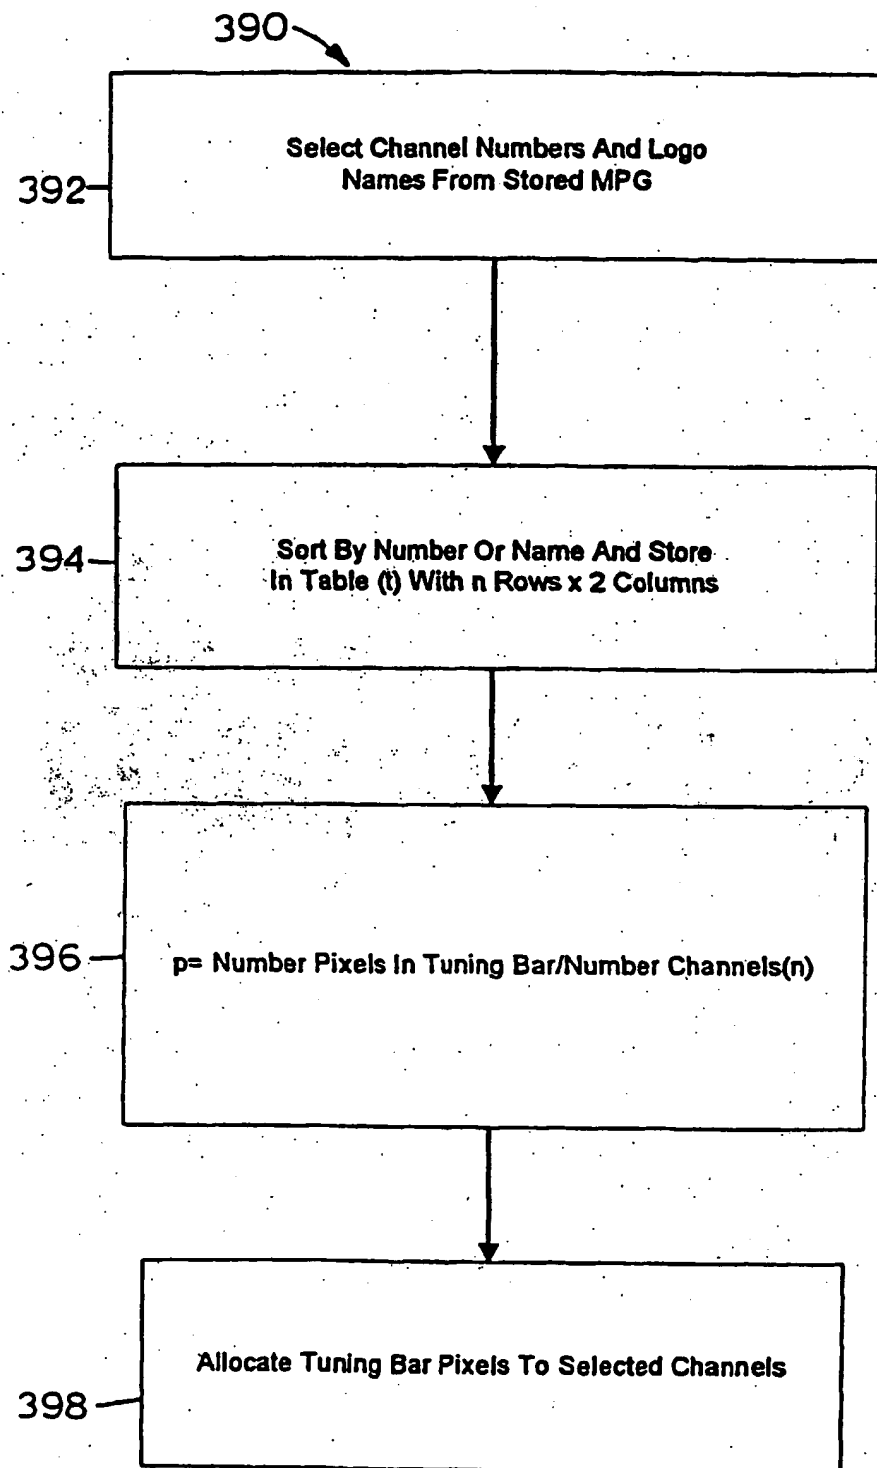 390
Select Channel Numbers And Logo
Names From Stored MPG
392
Sort By Number Or Name And Store
In Table (t) With n Rows x 2 Columns
394
p= Number Pixels In Tuning Bar/Number Channels(n)
396
Allocate Tuning Bar Pixels To Selected Channels
398